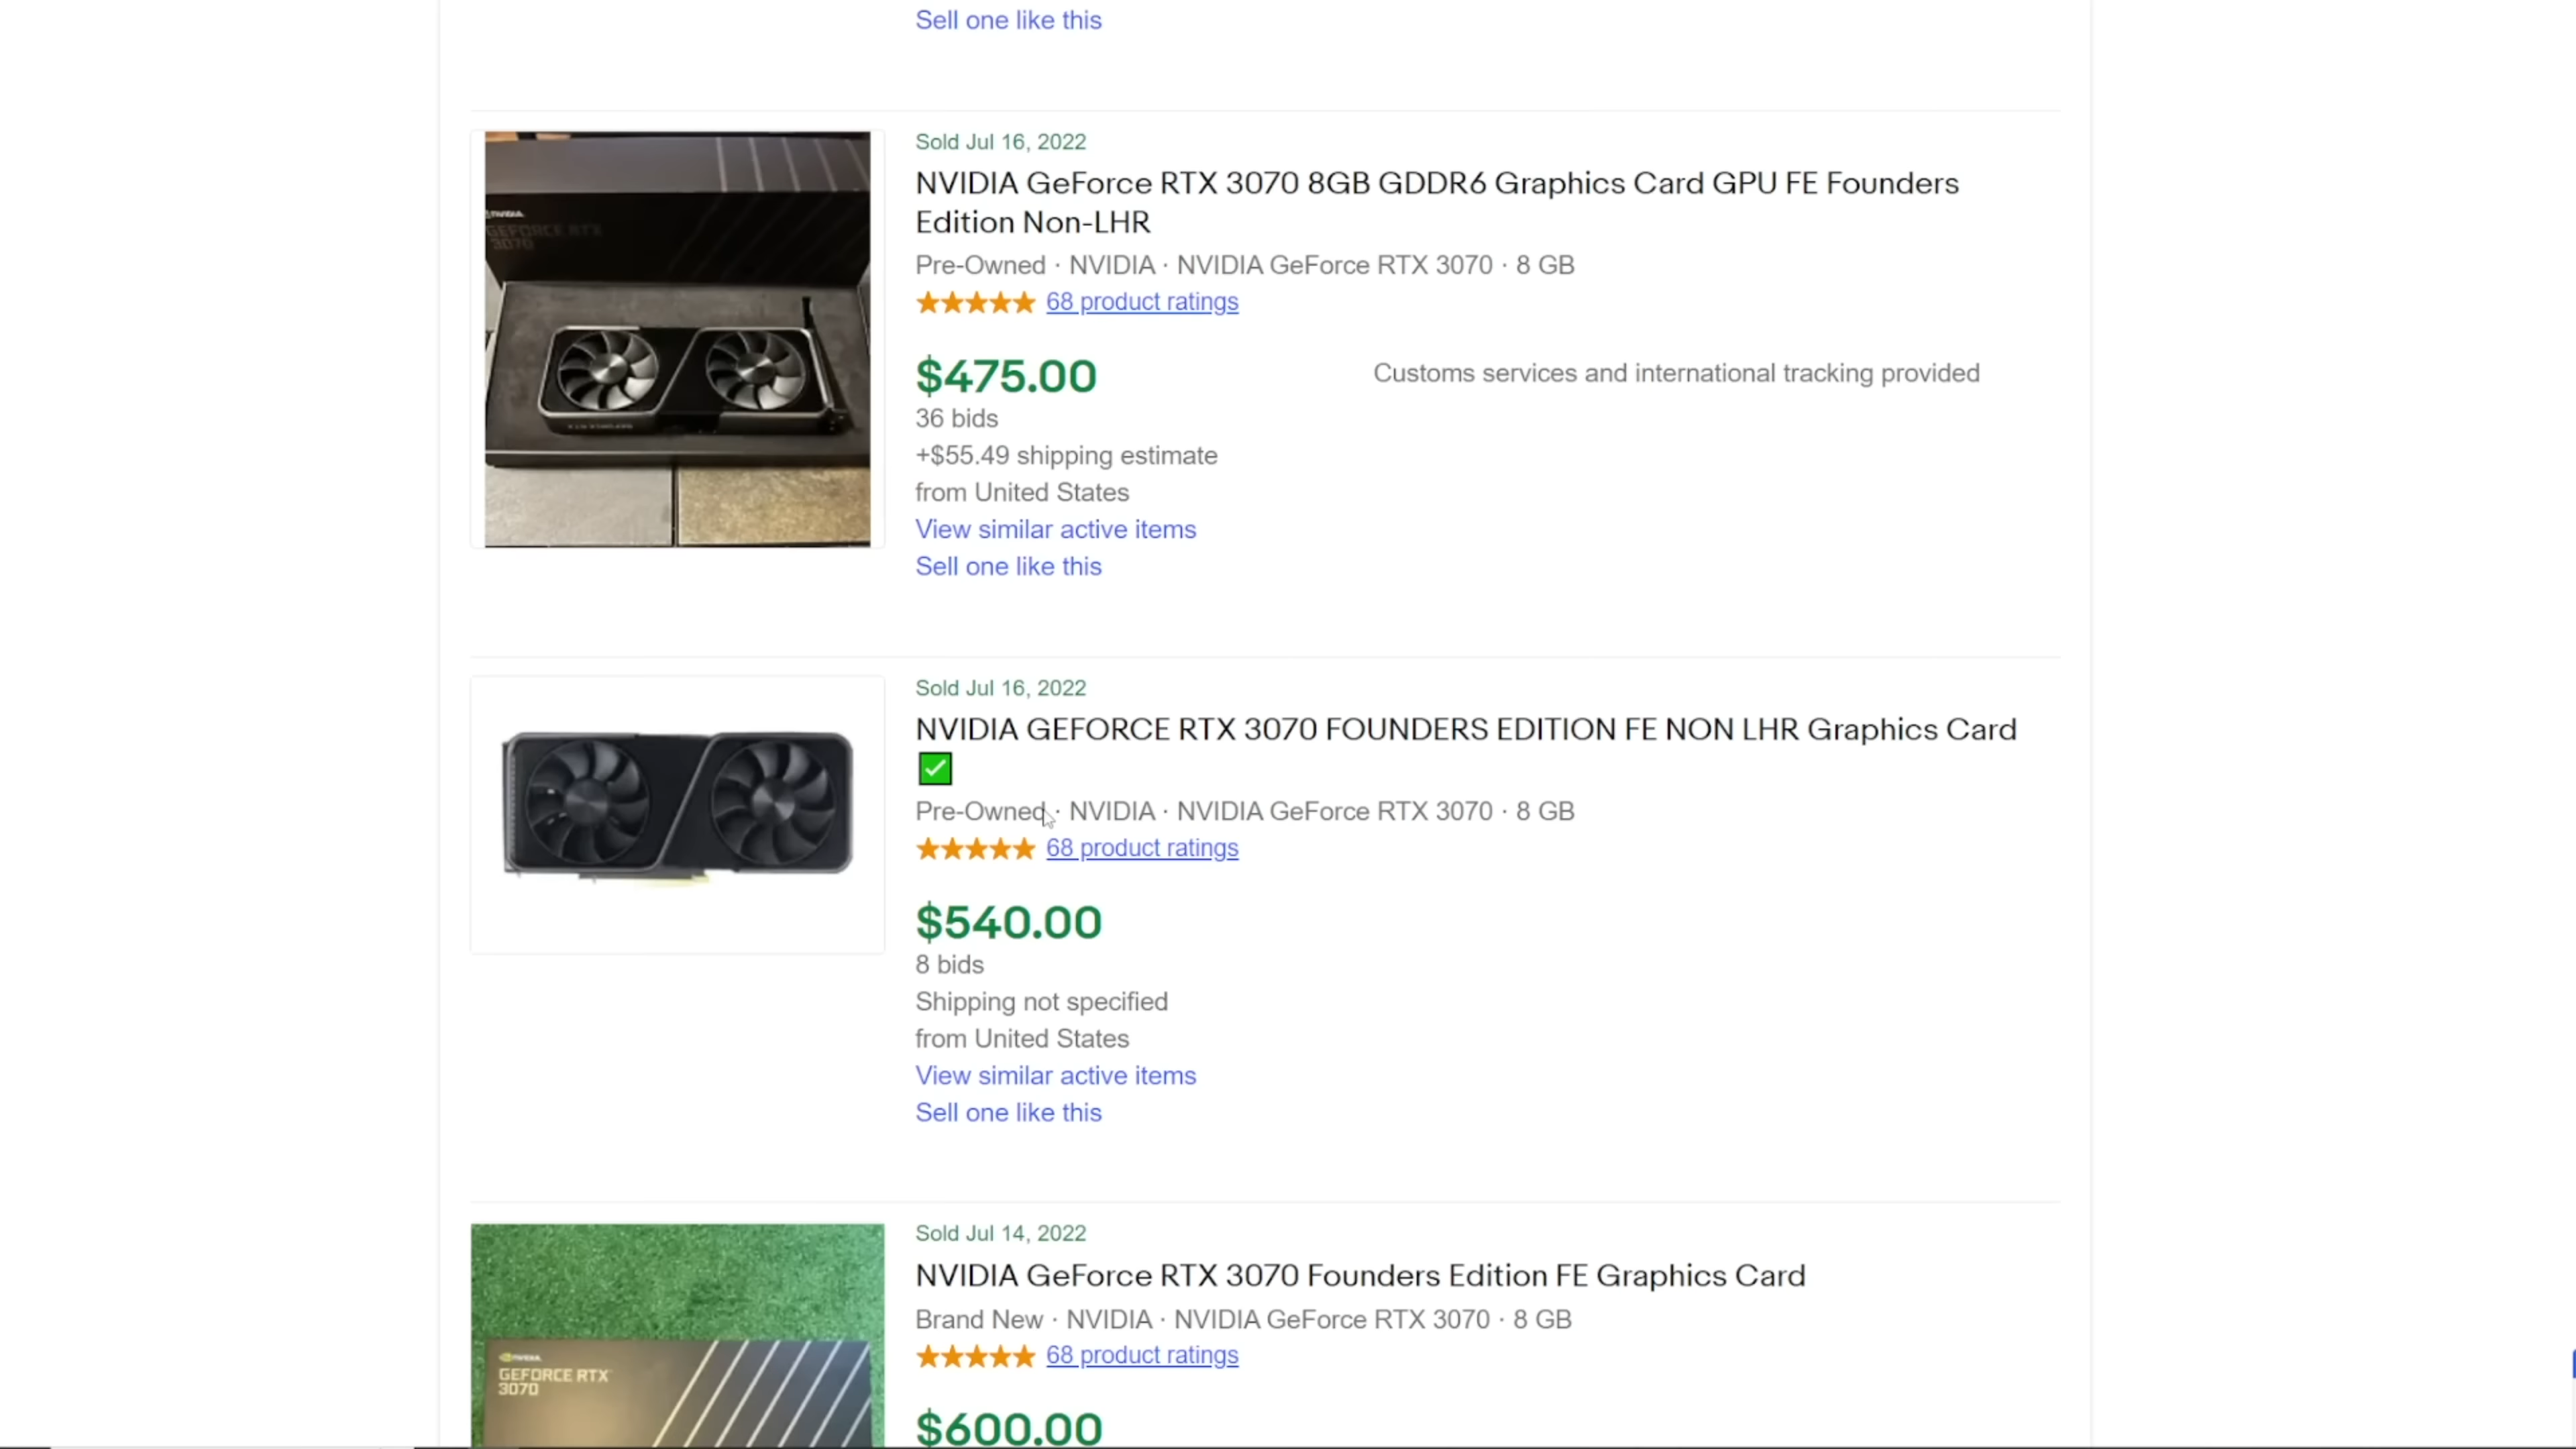 Sell one like this
Sold Jul 16, 2022
NVIDIA GeForce RTX 3070 8GB GDDR6 Graphics Card GPU FE Founders
Edition Non-LHR
Pre-Owned · NVIDIA · NVIDIA GeForce RTX 3070 · 8 GB
68 product ratings
$475.00
Customs services and international tracking provided
36 bids
+$55.49 shipping estimate
from United States
View similar active items
Sell one like this
NVIDIA
GEFORCE RTX
3070
Sold Jul 16, 2022
NVIDIA GEFORCE RTX 3070 FOUNDERS EDITION FE NON LHR Graphics Card
✅
Pre-Owned · NVIDIA · NVIDIA GeForce RTX 3070 · 8 GB
68 product ratings
$540.00
8 bids
Shipping not specified
from United States
View similar active items
Sell one like this
Sold Jul 14, 2022
NVIDIA GeForce RTX 3070 Founders Edition FE Graphics Card
Brand New · NVIDIA · NVIDIA GeForce RTX 3070 · 8 GB
68 product ratings
$600.00
NVIDIA
GEFORCE RTX
3070